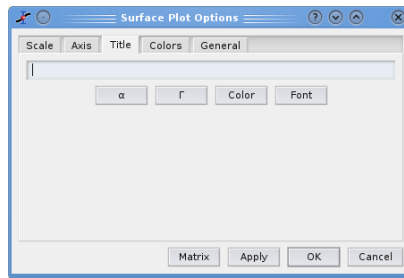 Surface Plot Options
Scale Axis Title Colors General
α Γ Color Font
Matrix Apply OK Cancel